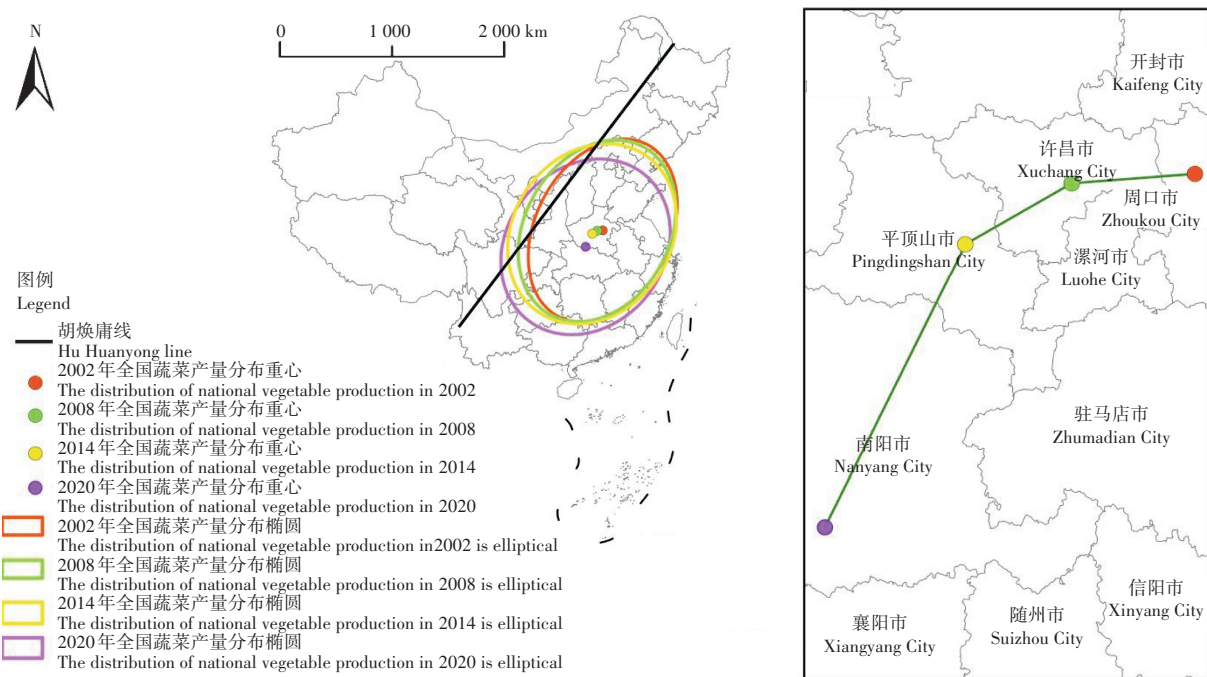 N
0 1 000 2 000 km
图例
Legend
胡焕庸线
Hu Huanyong line
2002年全国蔬菜产量分布重心
The distribution of national vegetable production in 2002
2008年全国蔬菜产量分布重心
The distribution of national vegetable production in 2008
2014年全国蔬菜产量分布重心
The distribution of national vegetable production in 2014
2020年全国蔬菜产量分布重心
The distribution of national vegetable production in 2020
2002年全国蔬菜产量分布椭圆
The distribution of national vegetable production in2002 is elliptical
2008年全国蔬菜产量分布椭圆
The distribution of national vegetable production in 2008 is elliptical
2014年全国蔬菜产量分布椭圆
The distribution of national vegetable production in 2014 is elliptical
2020年全国蔬菜产量分布椭圆
The distribution of national vegetable production in 2020 is elliptical
开封市
Kaifeng City
许昌市
Xuchang City
周口市
Zhoukou City
平顶山市
Pingdingshan City
漯河市
Luohe City
驻马店市
Zhumadian City
南阳市
Nanyang City
信阳市
Xinyang City
随州市
Suizhou City
襄阳市
Xiangyang City